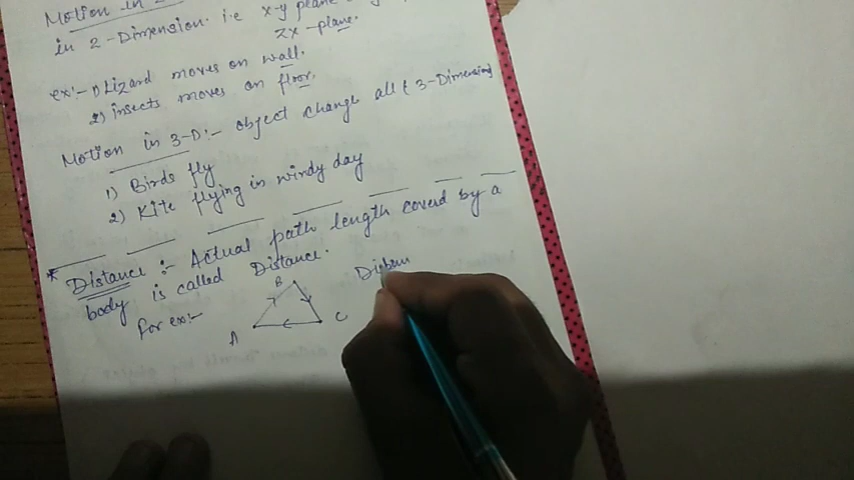 Motion in 2
in 2-Dimension. i.e x-y plane
zx-plane.
ex:- 1) Lizard moves on wall.
2) insects moves on floor.
Motion in 3-D:- object change all ( 3-Dimension)
1) Birds fly
2) Kite flying in windy day
* Distance :- Actual path length coverd by a
body is called Distance.
for ex:-
B
A
C